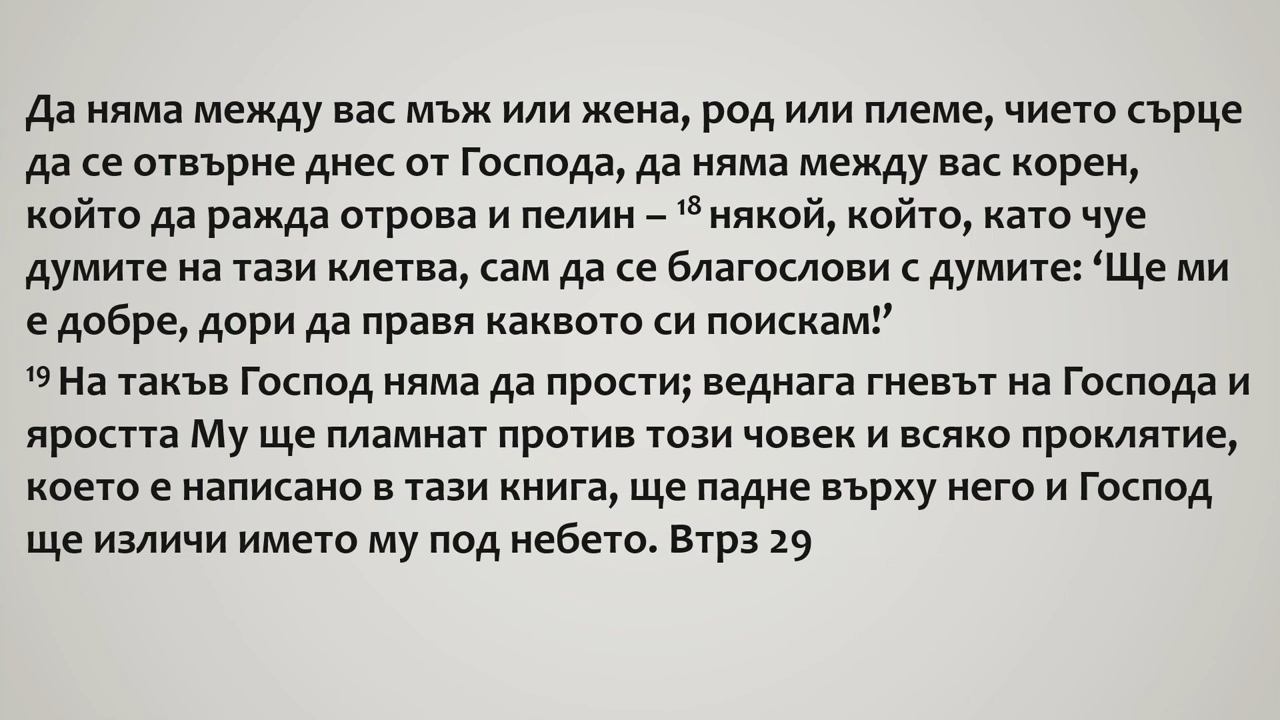 Да няма между вас мъж или жена, род или племе, чието сърце
да се отвърне днес от Господа, да няма между вас корен,
който да ражда отрова и пелин – 18 някой, който, като чуе
думите на тази клетва, сам да се благослови с думите: ‘Ще ми
е добре, дори да правя каквото си поискам!’
19 На такъв Господ няма да прости; веднага гневът на Господа и
яростта Му ще пламнат против този човек и всяко проклятие,
което е написано в тази книга, ще падне върху него и Господ
ще изличи името му под небето. Втрз 29